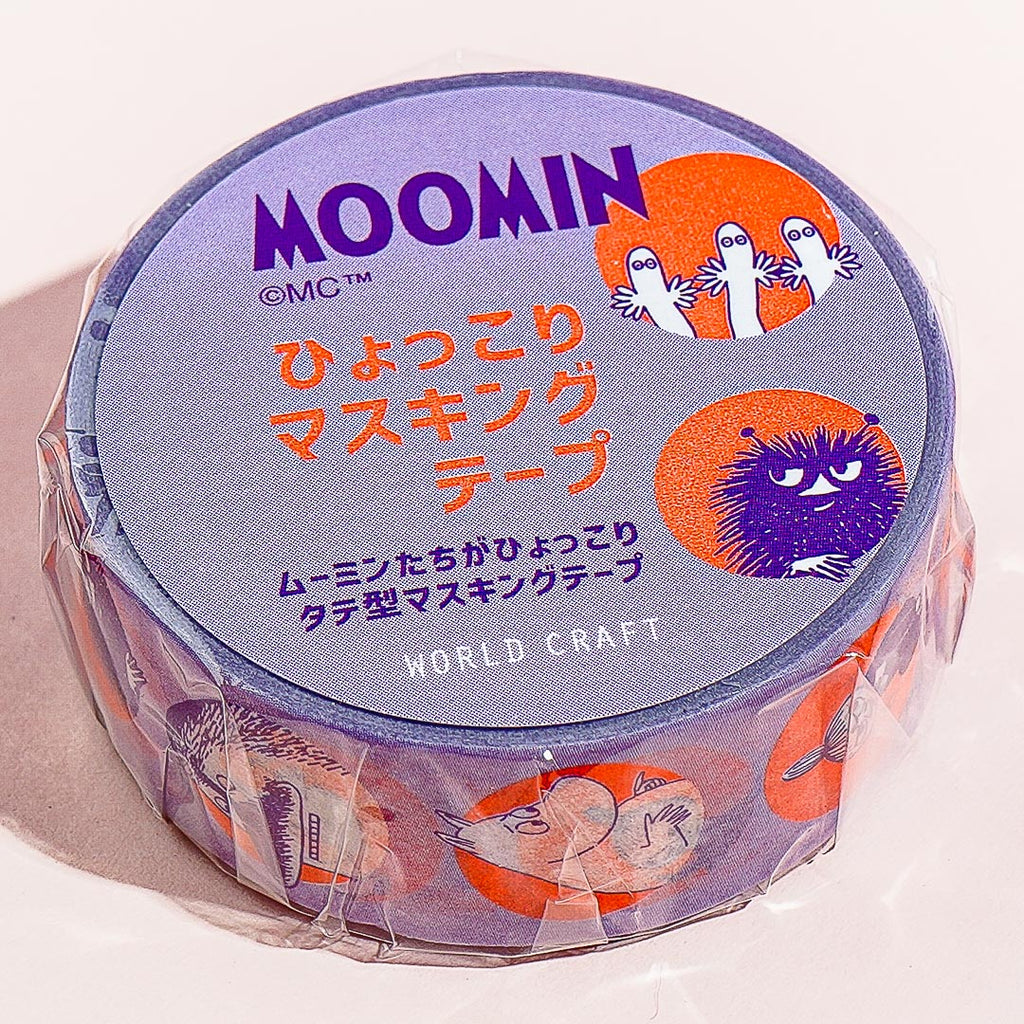 MOOMIN
©MC™
ひょっこり
マスキング
テープ
ムーミンたちがひょっこり
タテ型マスキングテープ
WORLD CRAFT